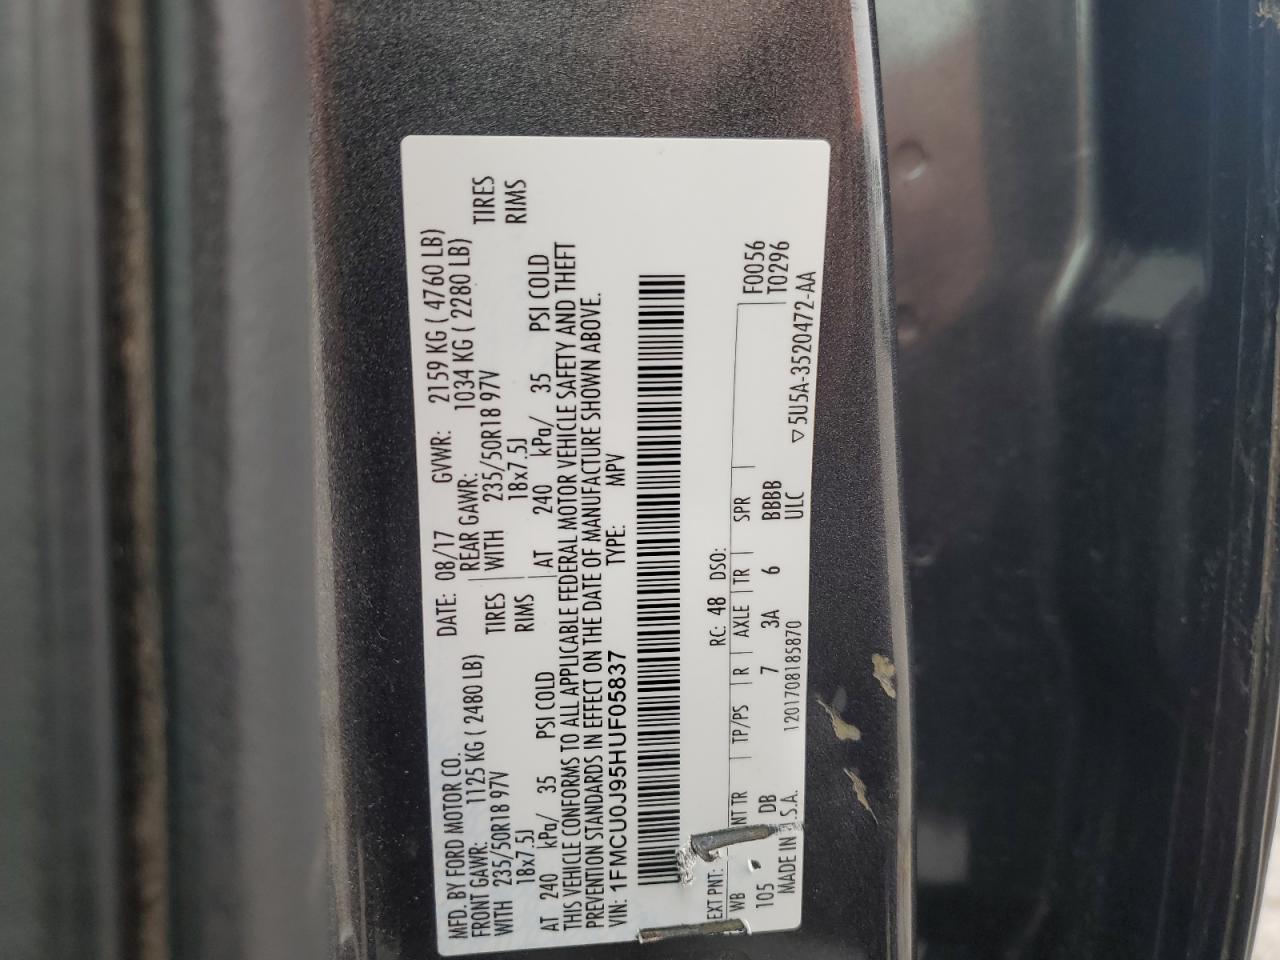 MFD. BY FORD MOTOR CO.
DATE: 08/17 GVWR: 2159 KG ( 4760 LB)
FRONT GAWR: 1125 KG ( 2480 LB) REAR GAWR: 1034 KG ( 2280 LB)
WITH 235/50R18 97V TIRES WITH 235/50R18 97V TIRES
18x7.5J RIMS 18x7.5J RIMS
AT 240 kPa/ 35 PSI COLD AT 240 kPa/ 35 PSI COLD
THIS VEHICLE CONFORMS TO ALL APPLICABLE FEDERAL MOTOR VEHICLE SAFETY AND THEFT
PREVENTION STANDARDS IN EFFECT ON THE DATE OF MANUFACTURE SHOWN ABOVE.
VIN: 1FMCU0J95HUF05837 TYPE: MPV
EXT PNT: RC: 48 DSO:
WB NT TR TP/PS R AXLE TR SPR F0056
105 DB 7 3A 6 BBBB T0296
MADE IN .S.A. 1201708185870 ULC
▽5U5A-3520472-AA